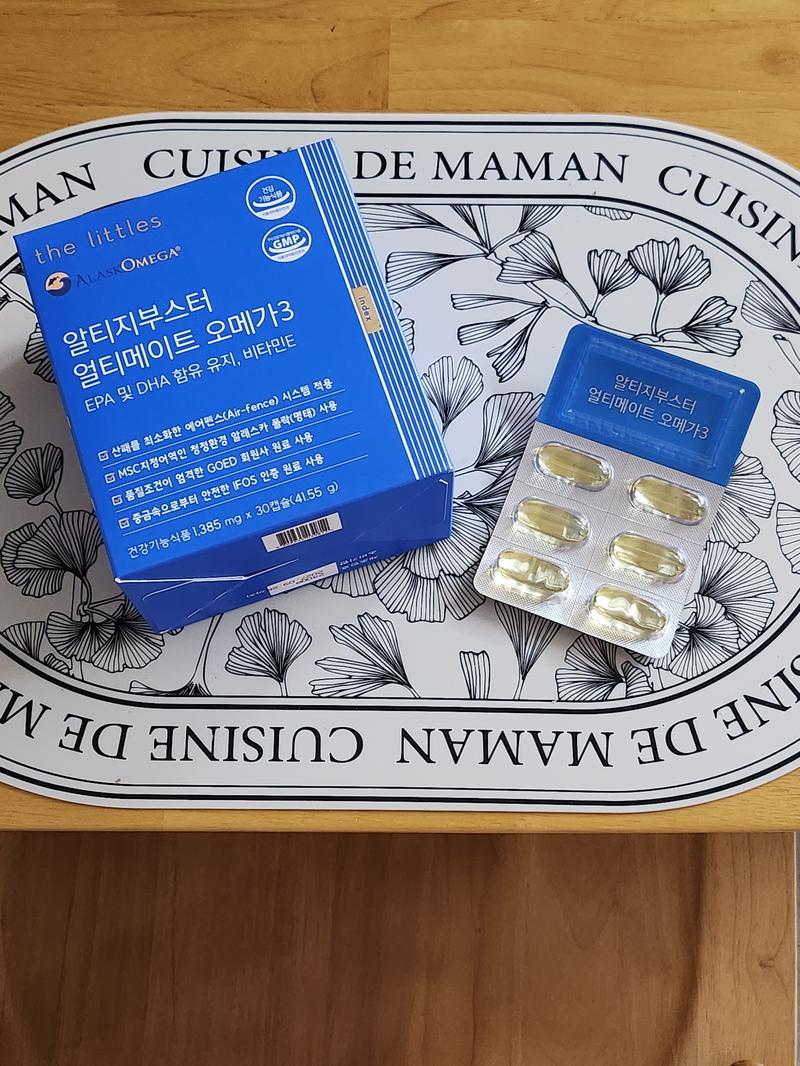 CUISINE DE MAMAN
CUISIN
MAN
the littles
ALASKOMEGA®
건강
기능식품
GMP
index
알티지부스터
얼티메이트 오메가3
EPA 및 DHA 함유 유지, 비타민E
산패를 최소화한 에어펜스(Air-fence) 시스템 적용
MSC지정어역인 청정환경 알래스카 폴락(명태) 사용
품질조건이 엄격한 GOED 회원사 원료 사용
중금속으로부터 안전한 IFOS 인증 원료 사용
건강기능식품 1,385 mg x 30캡슐(41.55 g)
알티지부스터
얼티메이트 오메가3
CUISINE DE MAMAN
CUISINE DE M